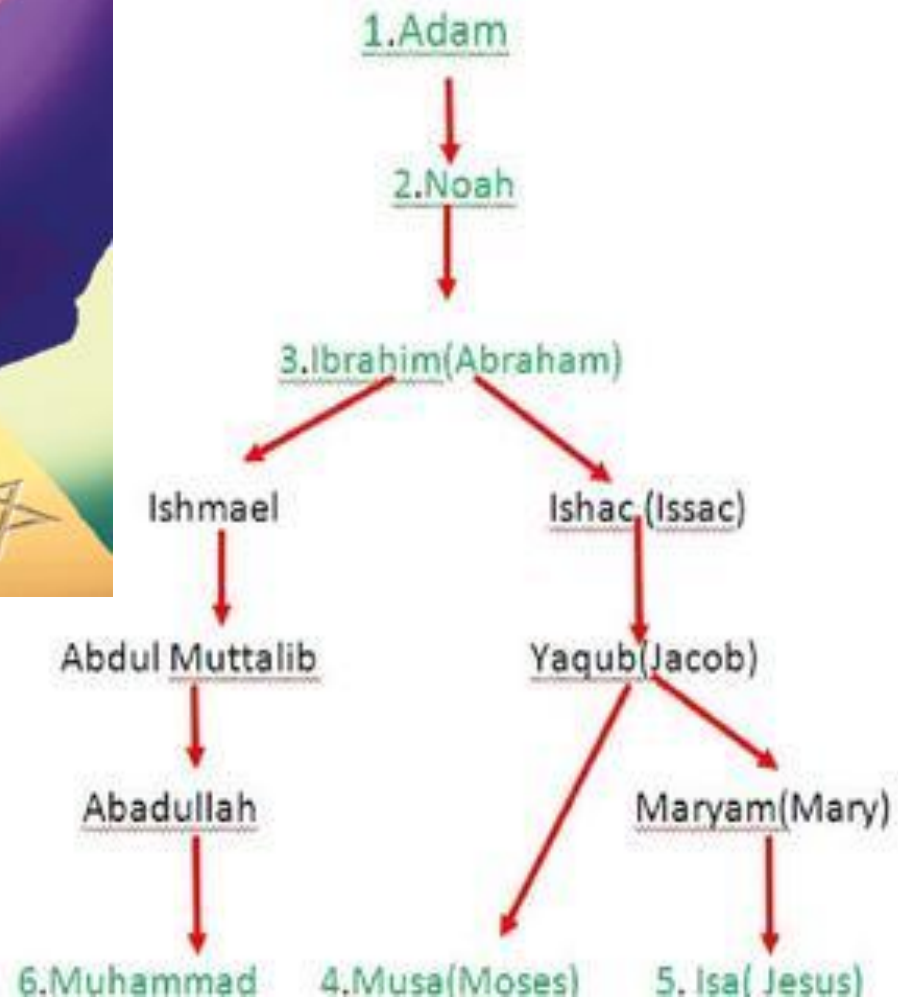 1.Adam
2.Noah
3.Ibrahim(Abraham)
Ishmael
Ishac (Issac)
Abdul Muttalib
Yaqub(Jacob)
Abadullah
Maryam(Mary)
6.Muhammad
4.Musa(Moses)
5. Isa( Jesus)